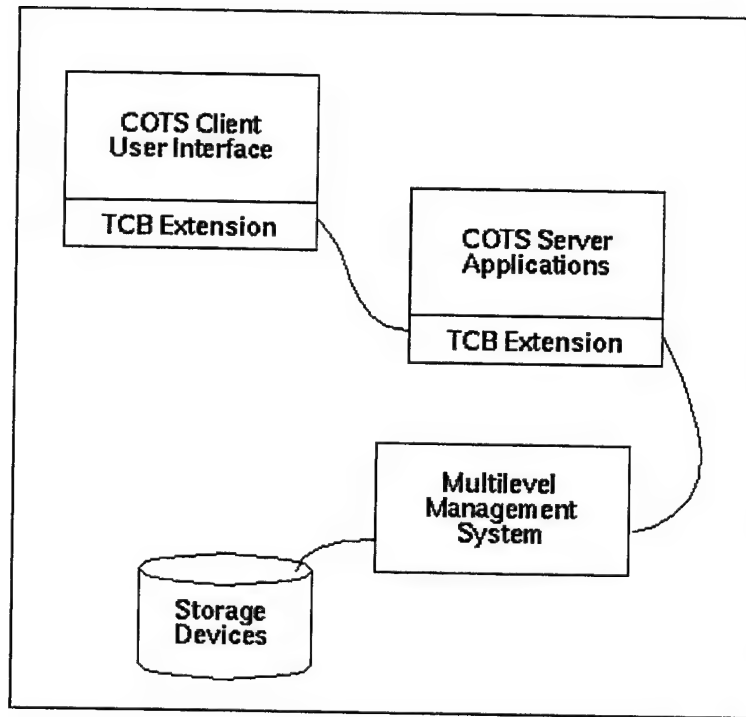 COTS Client
User Interface
TCB Extension
COTS Server
Applications
TCB Extension
Multilevel
Management
System
Storage
Devices